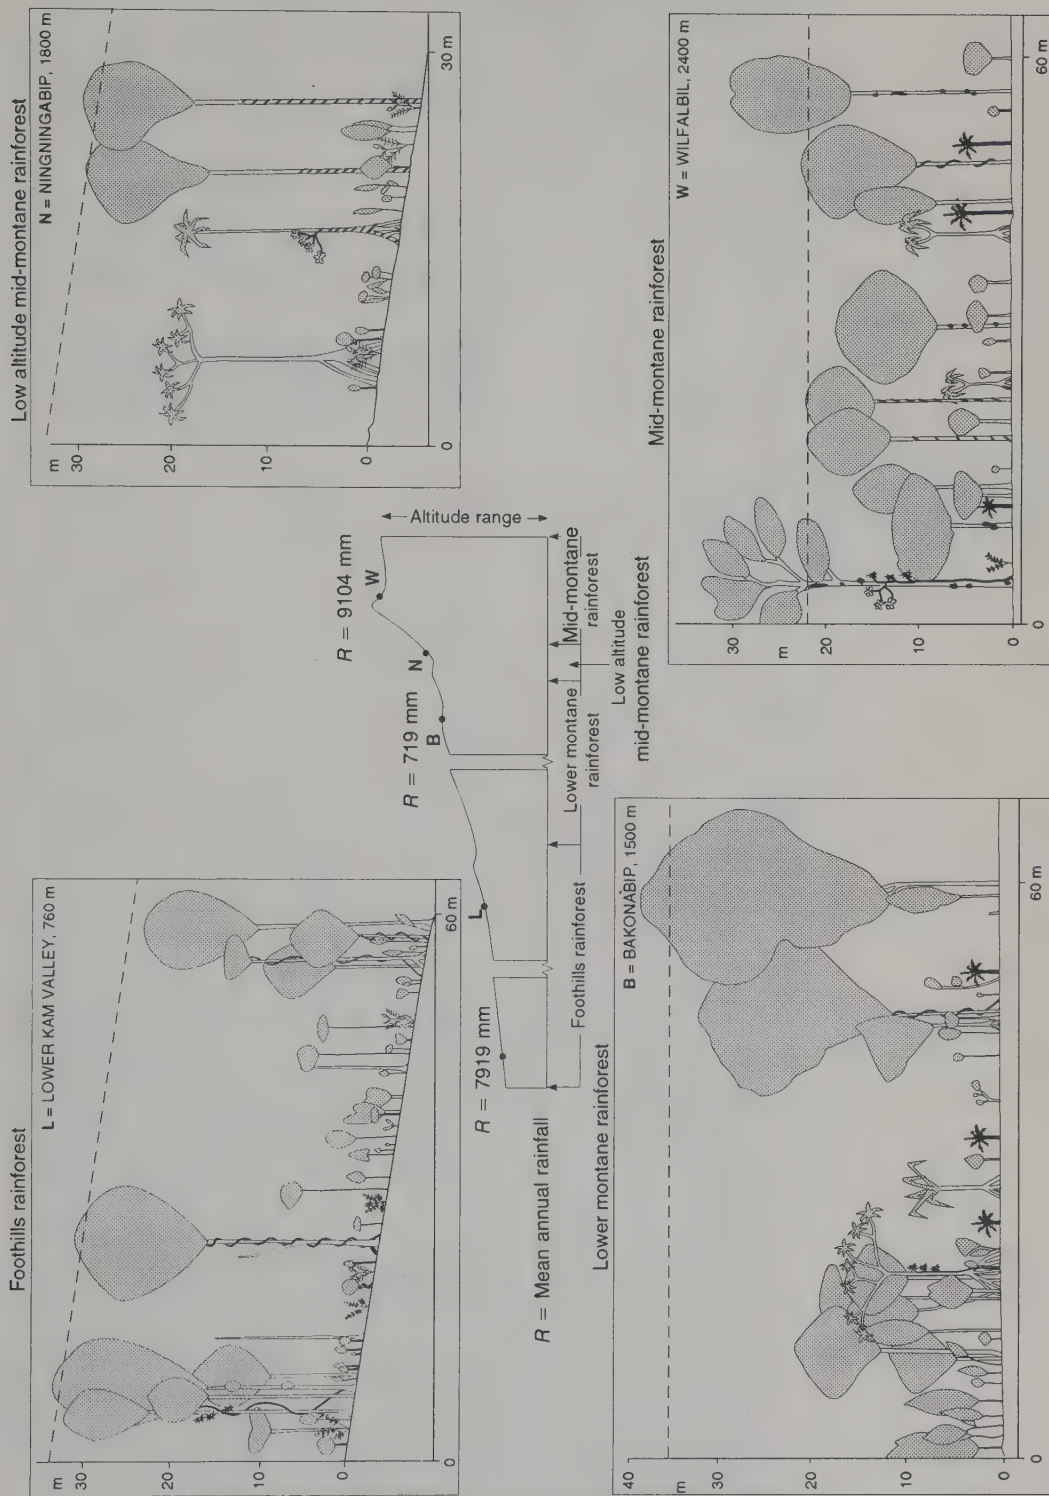 Foothills rainforest
L = LOWER KAM VALLEY, 760 m
m
30
20
10
0
0
60 m
Low altitude mid-montane rainforest
N = NINGNINGABIP, 1800 m
m
30
20
10
0
0
30 m
R = 7919 mm
L
R = 719 mm
B
N
R = 9104 mm
W
Altitude range
Foothills rainforest
Lower montane
rainforest
Low altitude
mid-montane rainforest
Mid-montane
rainforest
R = Mean annual rainfall
Lower montane rainforest
B = BAKONABIP, 1500 m
40
m
30
20
10
0
0
60 m
Mid-montane rainforest
W = WILFALBIL, 2400 m
30
m
20
10
0
0
60 m